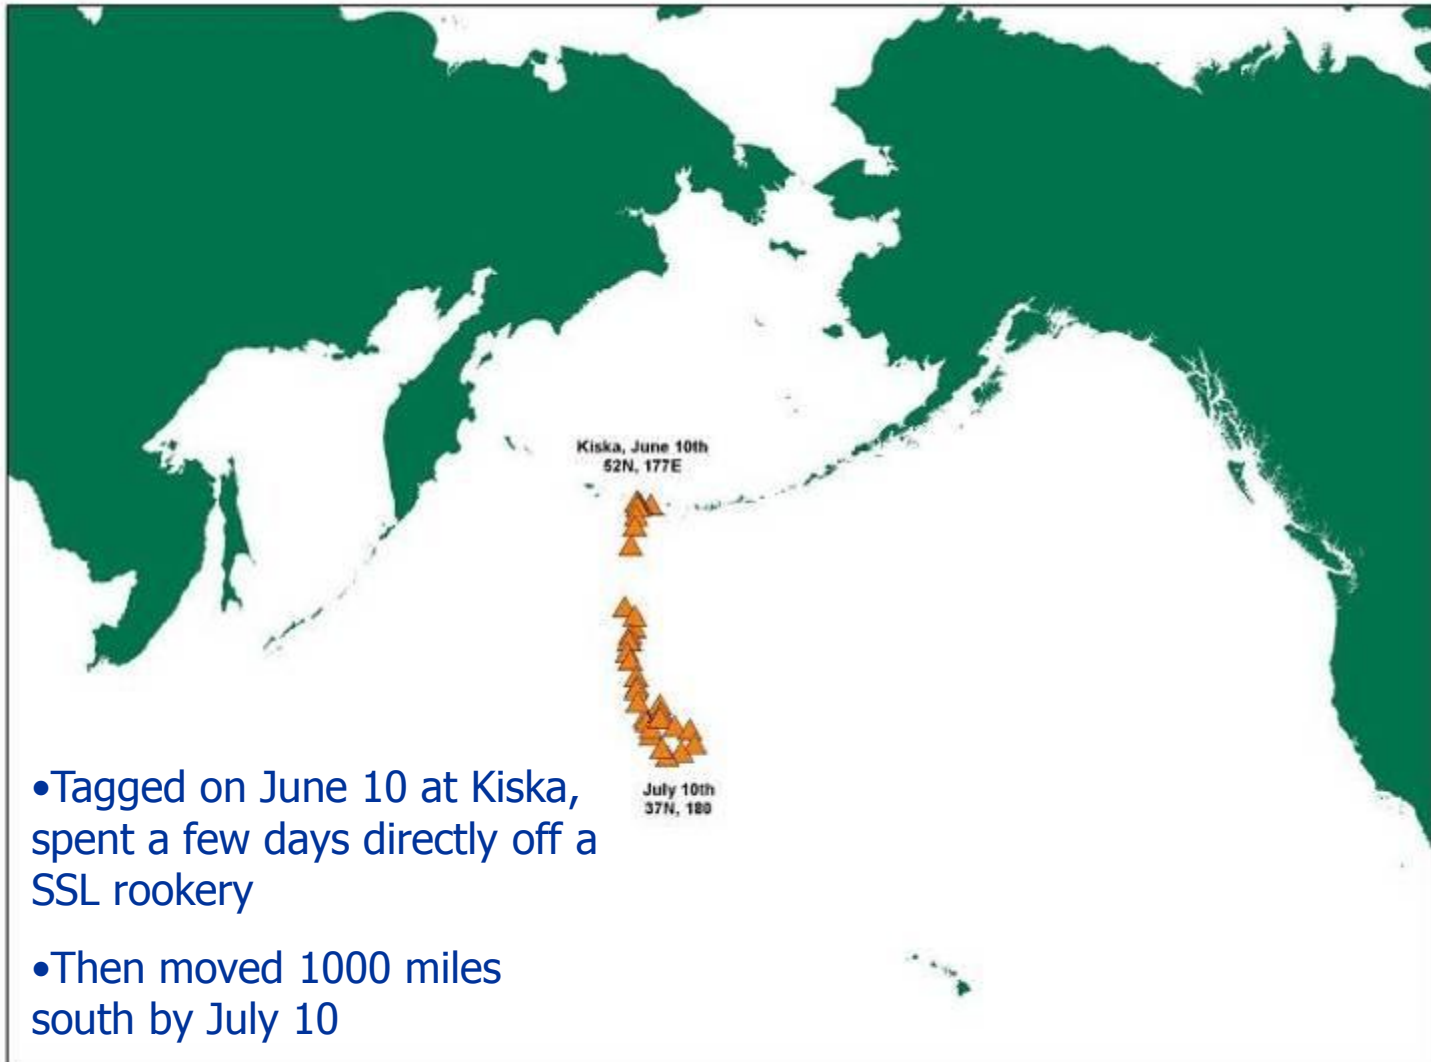 Kiska, June 10th
52N, 177E
July 10th
37N, 180
•Tagged on June 10 at Kiska,
spent a few days directly off a
SSL rookery
•Then moved 1000 miles
south by July 10